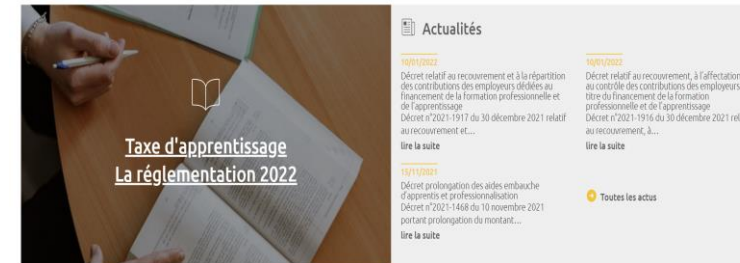 Taxe d'apprentissage
La réglementation 2022
Actualités
10/01/2022
Décret relatif au recouvrement et à la répartition
des contributions des employeurs dédiées au
financement de la formation professionnelle et
de l'apprentissage
Décret n°2021-1917 du 30 décembre 2021 relatif
au recouvrement et...
lire la suite
10/01/2022
Décret relatif au recouvrement, à l'affectation
au contrôle des contributions des employeurs
titre du financement de la formation
professionnelle et de l'apprentissage
Décret n°2021-1916 du 30 décembre 2021 rel
au recouvrement, à...
lire la suite
15/11/2021
Décret prolongation des aides embauche
d'apprentis et professionnalisation
Décret n°2021-1468 du 10 novembre 2021
portant prolongation du montant...
lire la suite
Toutes les actus